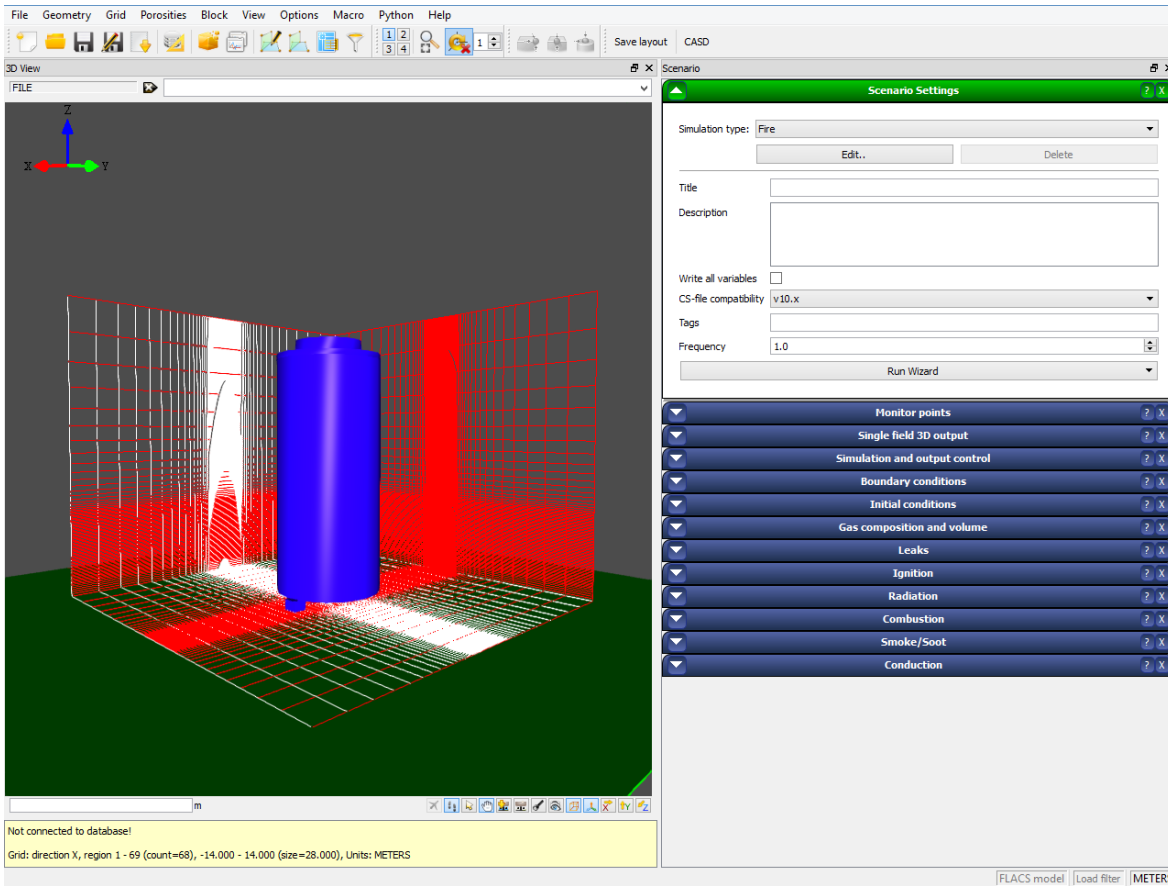 File Geometry Grid Porosities Block View Options Macro Python Help
1 2
3 4
1
Save layout CASD
3D View
Scenario
FILE
Z
X Y
Scenario Settings ? X
Simulation type: Fire
Edit.. Delete
Title
Description
Write all variables
CS-file compatibility v10.x
Tags
Frequency 1.0
Run Wizard
Monitor points ? X
Single field 3D output ? X
Simulation and output control ? X
Boundary conditions ? X
Initial conditions ? X
Gas composition and volume ? X
Leaks ? X
Ignition ? X
Radiation ? X
Combustion ? X
Smoke/Soot ? X
Conduction ? X
m
Not connected to database!
Grid: direction X, region 1 - 69 (count=68), -14.000 - 14.000 (size=28.000), Units: METERS
FLACS model Load filter METERS